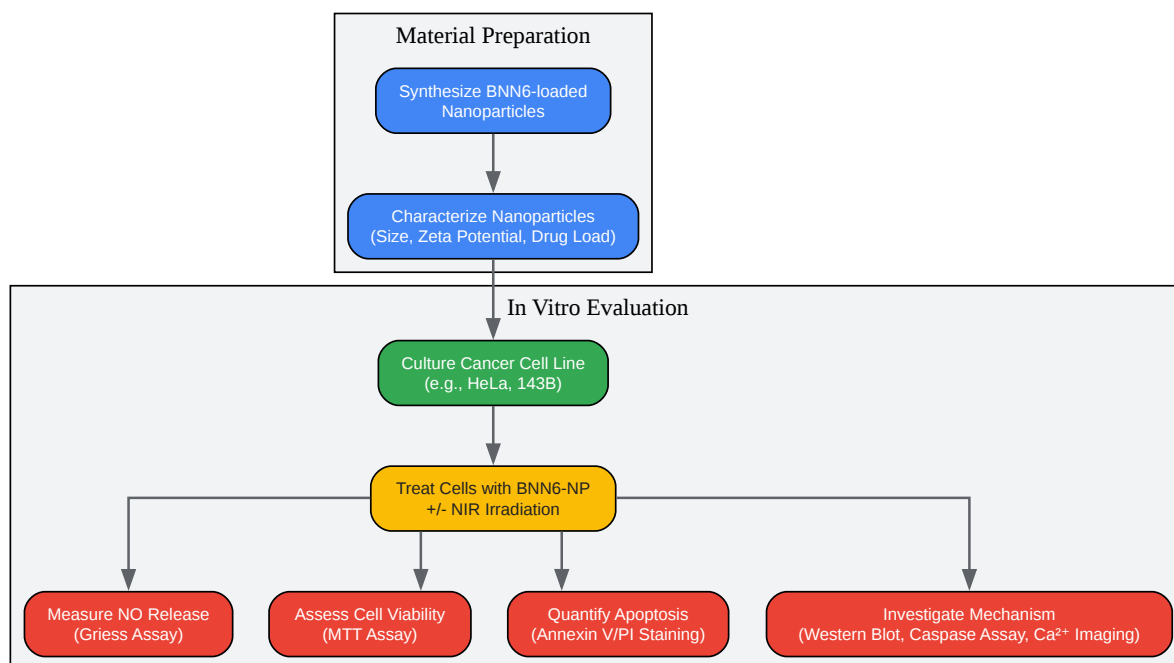 Material Preparation
Synthesize BNN6-loaded
Nanoparticles
Characterize Nanoparticles
(Size, Zeta Potential, Drug Load)
In Vitro Evaluation
Culture Cancer Cell Line
(e.g., HeLa, 143B)
Treat Cells with BNN6-NP
+/- NIR Irradiation
Measure NO Release
(Griess Assay)
Assess Cell Viability
(MTT Assay)
Quantify Apoptosis
(Annexin V/PI Staining)
Investigate Mechanism
(Western Blot, Caspase Assay, Ca²⁺ Imaging)